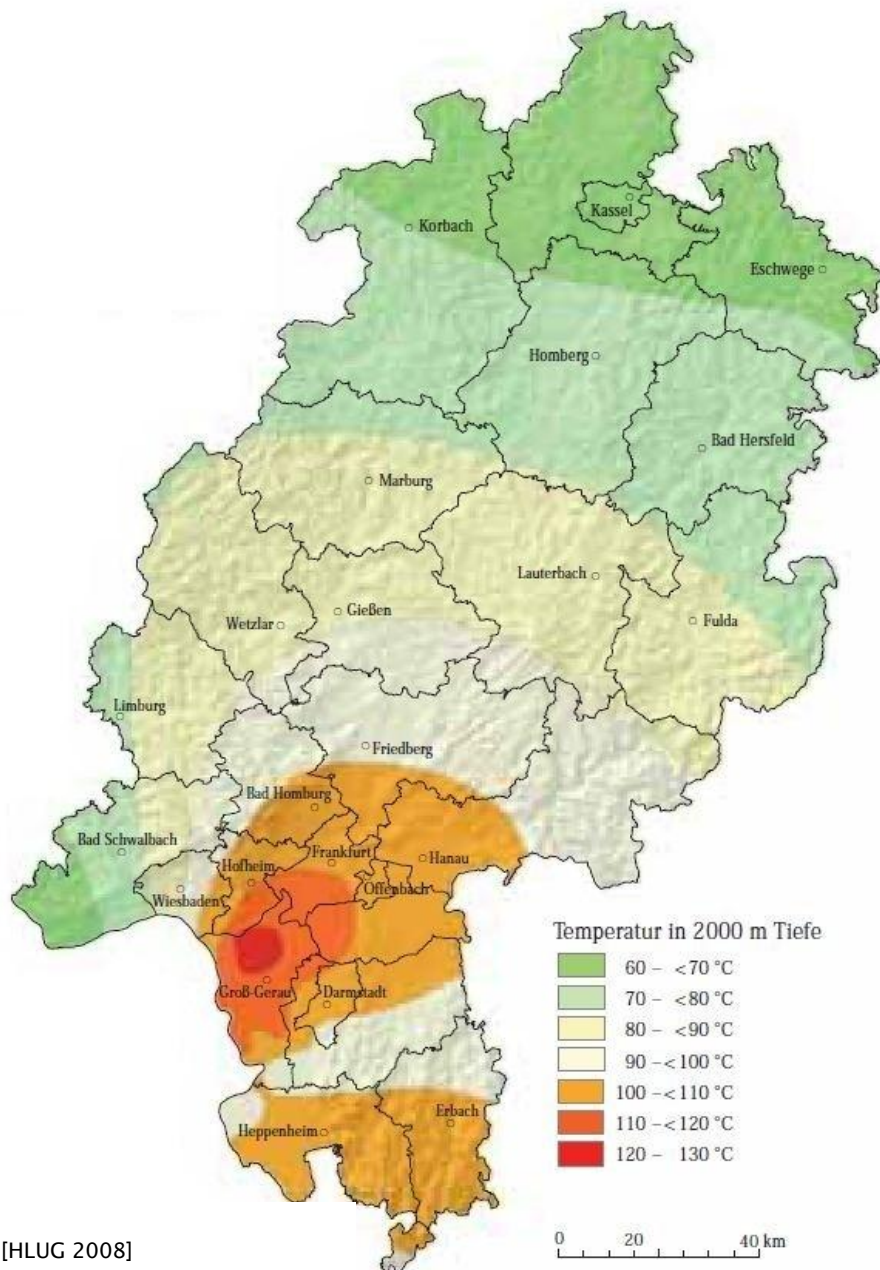 Kassel
Korbach
Eschwege
Homberg
Bad Hersfeld
Marburg
Lauterbach
Gießen
Wetzlar
Fulda
Limburg
Friedberg
Bad Homburg
Bad Schwalbach
Frankfurt
Hanau
Hofheim
Offenbach
Wiesbaden
Groß-Gerau
Darmstadt
Erbach
Heppenheim
Temperatur in 2000 m Tiefe
60 – <70 °C
70 – <80 °C
80 – <90 °C
90 – <100 °C
100 – <110 °C
110 – <120 °C
120 – 130 °C
0 20 40 km
[HLUG 2008]